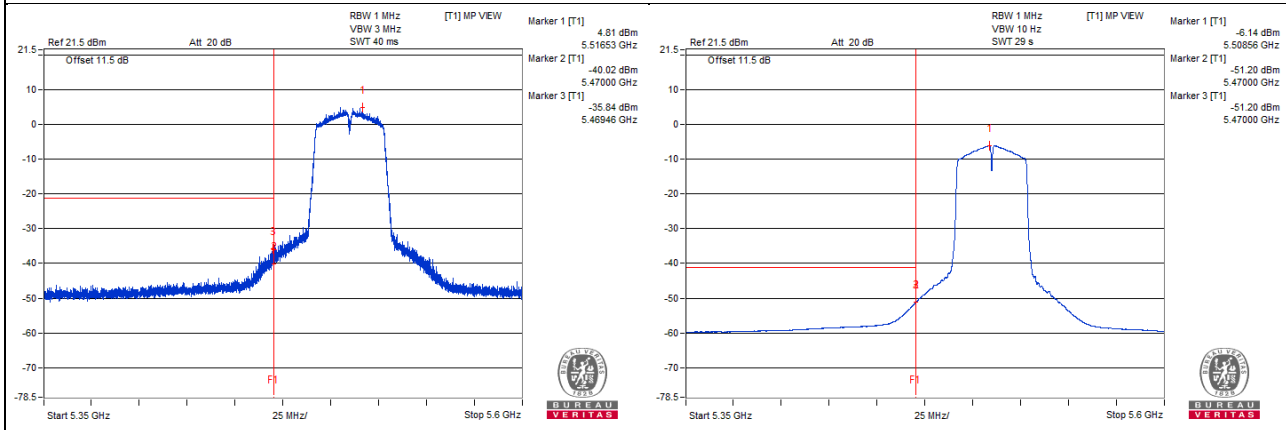 RBW 1 MHz
VBW 3 MHz
SWT 40 ms
[T1] MP VIEW
Ref 21.5 dBm
Att 20 dB
21.5
Offset 11.5 dB
10
0
-10
-20
-30
-40
-50
-60
-70
-78.5
1
3
2
F1
Start 5.35 GHz
25 MHz/
Stop 5.6 GHz
Marker 1 [T1]
4.81 dBm
5.51653 GHz
Marker 2 [T1]
-40.02 dBm
5.47000 GHz
Marker 3 [T1]
-35.84 dBm
5.46946 GHz
BUREAU VERITAS
1828
BUREAU
VERITAS
RBW 1 MHz
VBW 10 Hz
SWT 29 s
[T1] MP VIEW
Ref 21.5 dBm
Att 20 dB
21.5
Offset 11.5 dB
10
0
-10
-20
-30
-40
-50
-60
-70
-78.5
1
F1
Start 5.35 GHz
25 MHz/
Stop 5.6 GHz
Marker 1 [T1]
-6.14 dBm
5.50856 GHz
Marker 2 [T1]
-51.20 dBm
5.47000 GHz
Marker 3 [T1]
-51.20 dBm
5.47000 GHz
BUREAU VERITAS
1828
BUREAU
VERITAS